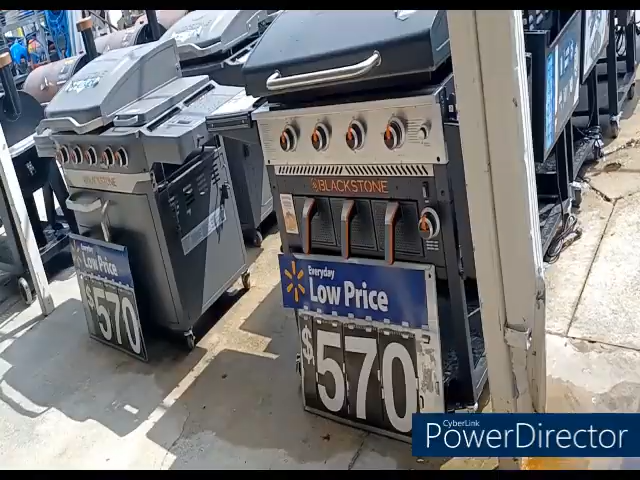 BLACKSTONE
Everyday
Low Price
$570
Low Price
$570
CyberLink
PowerDirector